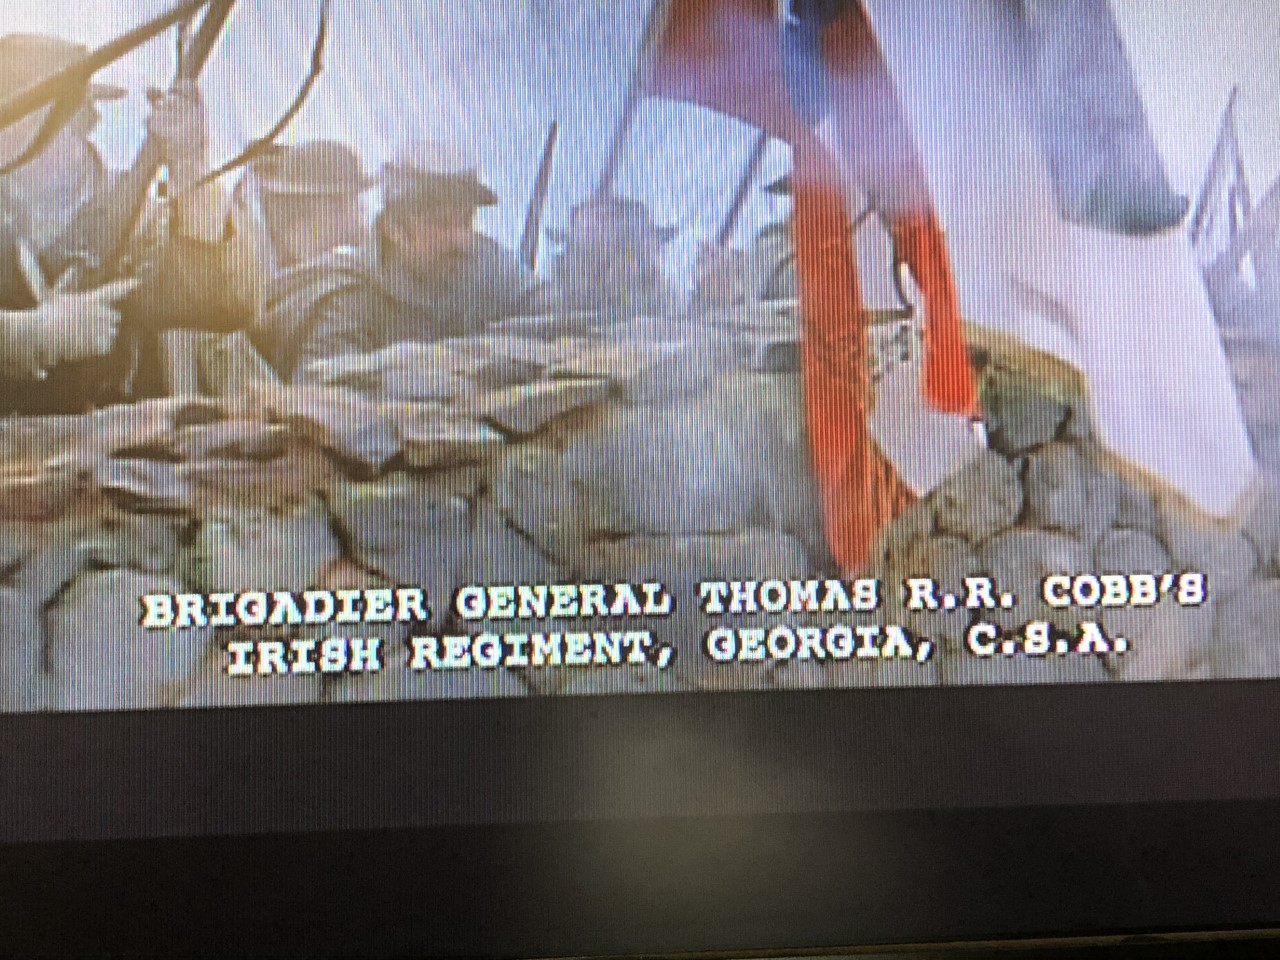 BRIGADIER GENERAL THOMAS R.R. COBB'S
IRISH REGIMENT, GEORGIA, C.S.A.